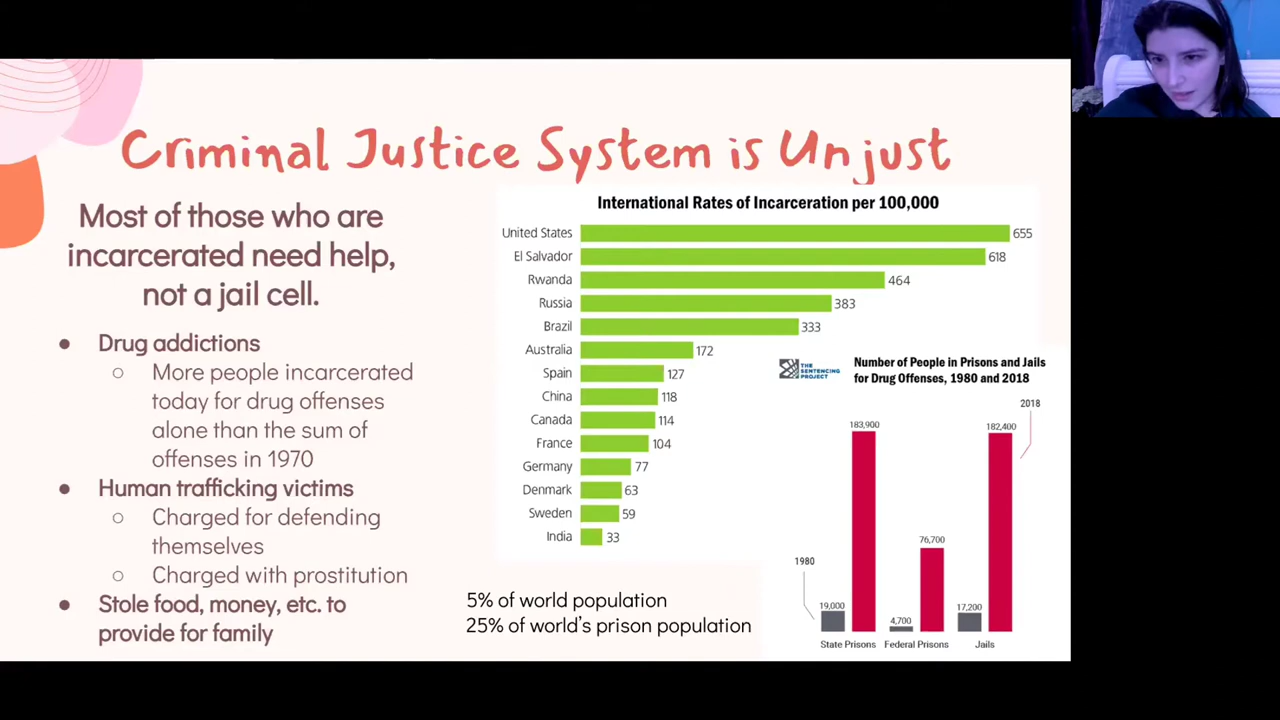 Criminal Justice System is Unjust
Most of those who are
incarcerated need help,
not a jail cell.
● Drug addictions
○ More people incarcerated
today for drug offenses
alone than the sum of
offenses in 1970
● Human trafficking victims
○ Charged for defending
themselves
○ Charged with prostitution
● Stole food, money, etc. to
provide for family
International Rates of Incarceration per 100,000
United States 655
El Salvador 618
Rwanda 464
Russia 383
Brazil 333
Australia 172
Spain 127
China 118
Canada 114
France 104
Germany 77
Denmark 63
Sweden 59
India 33
5% of world population
25% of world's prison population
THE
SENTENCING
PROJECT
Number of People in Prisons and Jails
for Drug Offenses, 1980 and 2018
2018
183,900
182,400
76,700
1980
19,000
4,700
17,200
State Prisons
Federal Prisons
Jails